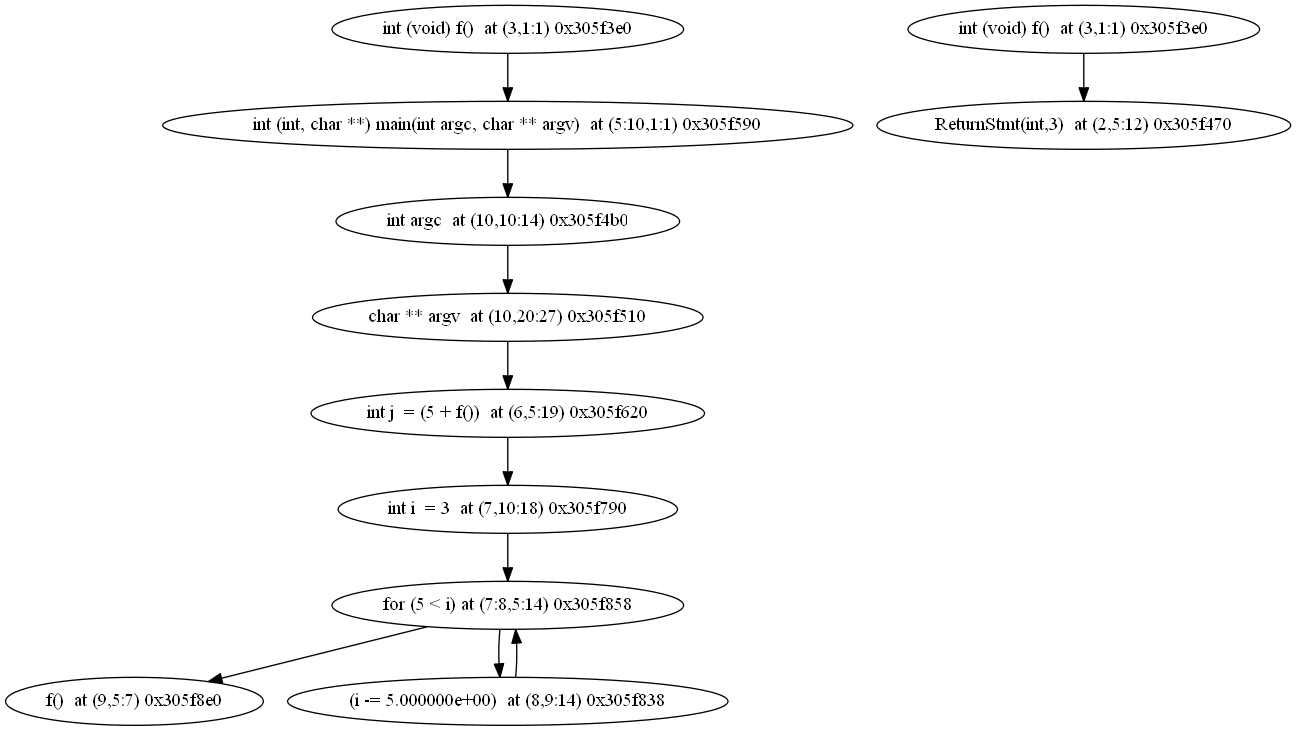 int (void) f()  at (3,1:1) 0x305f3e0
int (void) f()  at (3,1:1) 0x305f3e0
int (int, char **) main(int argc, char ** argv)  at (5:10,1:1) 0x305f590
ReturnStmt(int,3)  at (2,5:12) 0x305f470
int argc  at (10,10:14) 0x305f4b0
char ** argv  at (10,20:27) 0x305f510
int j  = (5 + f())  at (6,5:19) 0x305f620
int i  = 3  at (7,10:18) 0x305f790
for (5 < i) at (7:8,5:14) 0x305f858
f()  at (9,5:7) 0x305f8e0
(i -= 5.000000e+00)  at (8,9:14) 0x305f838